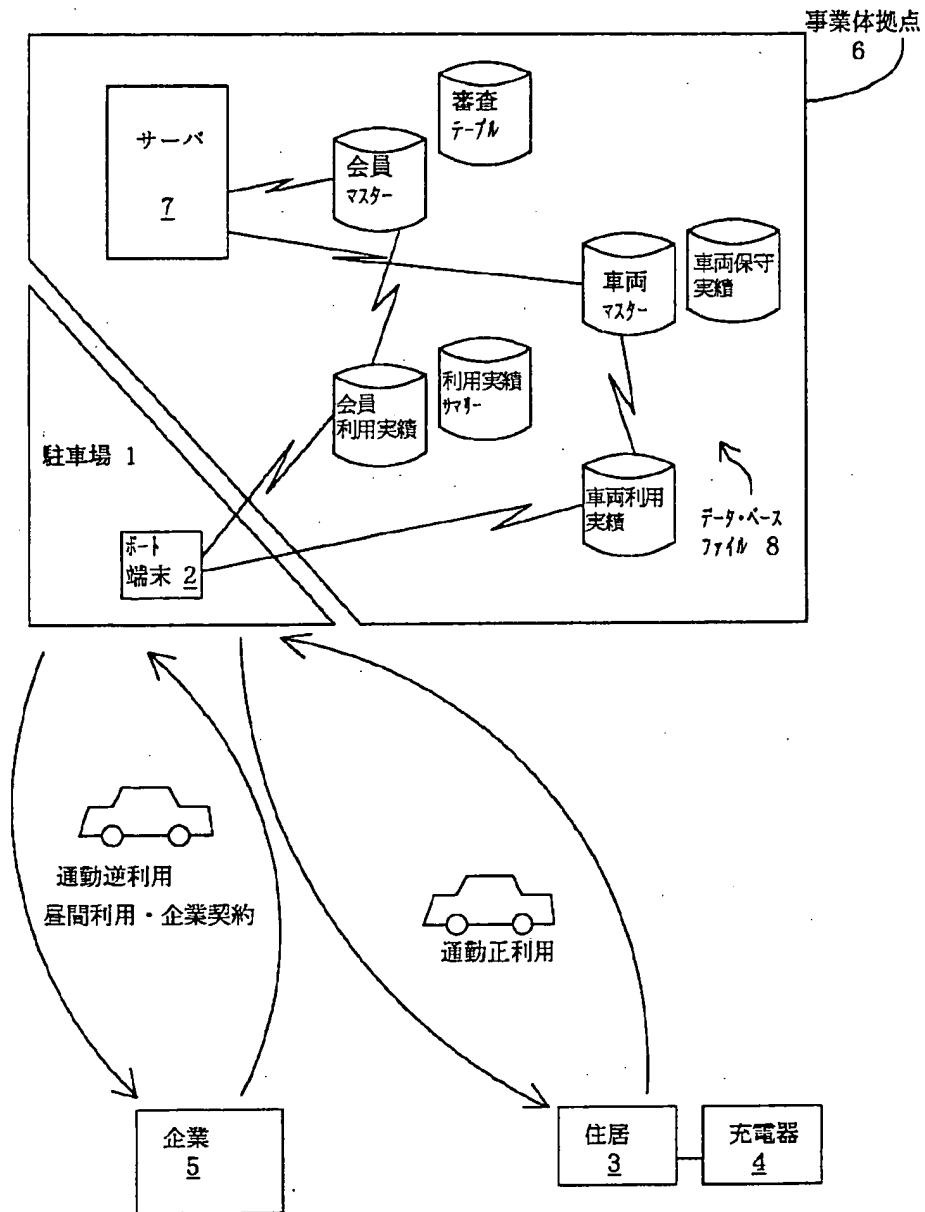 事業体拠点
6
サーバ
7
審査
テーブル
会員
マスター
車両
マスター
車両保守
実績
会員
利用実績
利用実績
サマリー
車両利用
実績
データ・ベース
ファイル 8
駐車場 1
ポート
端末 2
通勤逆利用
昼間利用・企業契約
通勤正利用
企業
5
住居
3
充電器
4